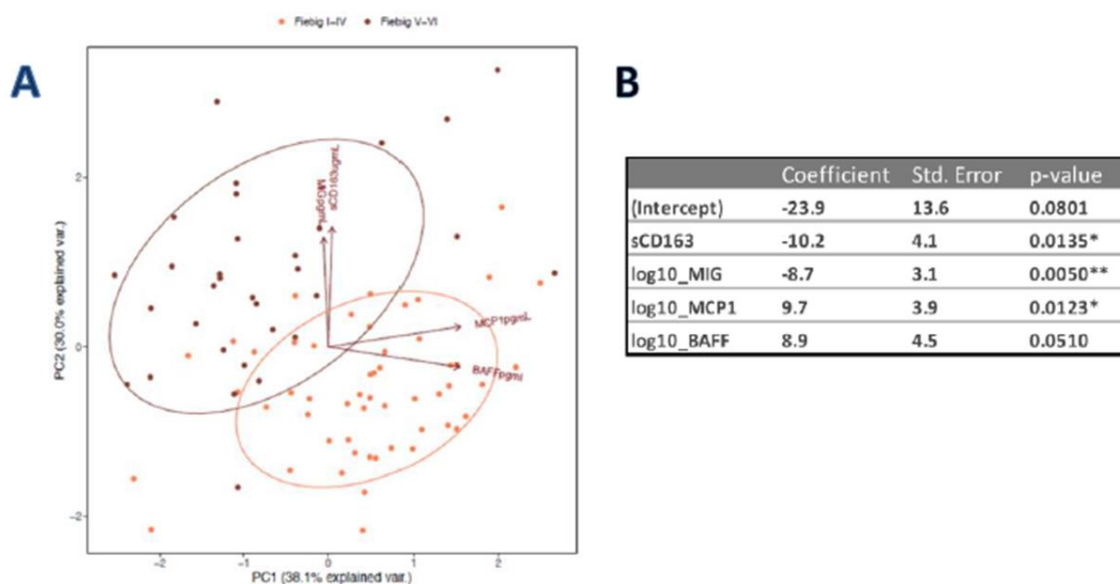 Fiebig I-IV Fiebig V-VI
A
2
0
-2
PC2 (30.0% explained var.)
sCD163ugmL
MIGpgmL
MCP1pgmL
BAFFpgml
-2 -1 0 1 2
PC1 (38.1% explained var.)
B
Coefficient Std. Error p-value
(Intercept) -23.9 13.6 0.0801
sCD163 -10.2 4.1 0.0135*
log10_MIG -8.7 3.1 0.0050**
log10_MCP1 9.7 3.9 0.0123*
log10_BAFF 8.9 4.5 0.0510